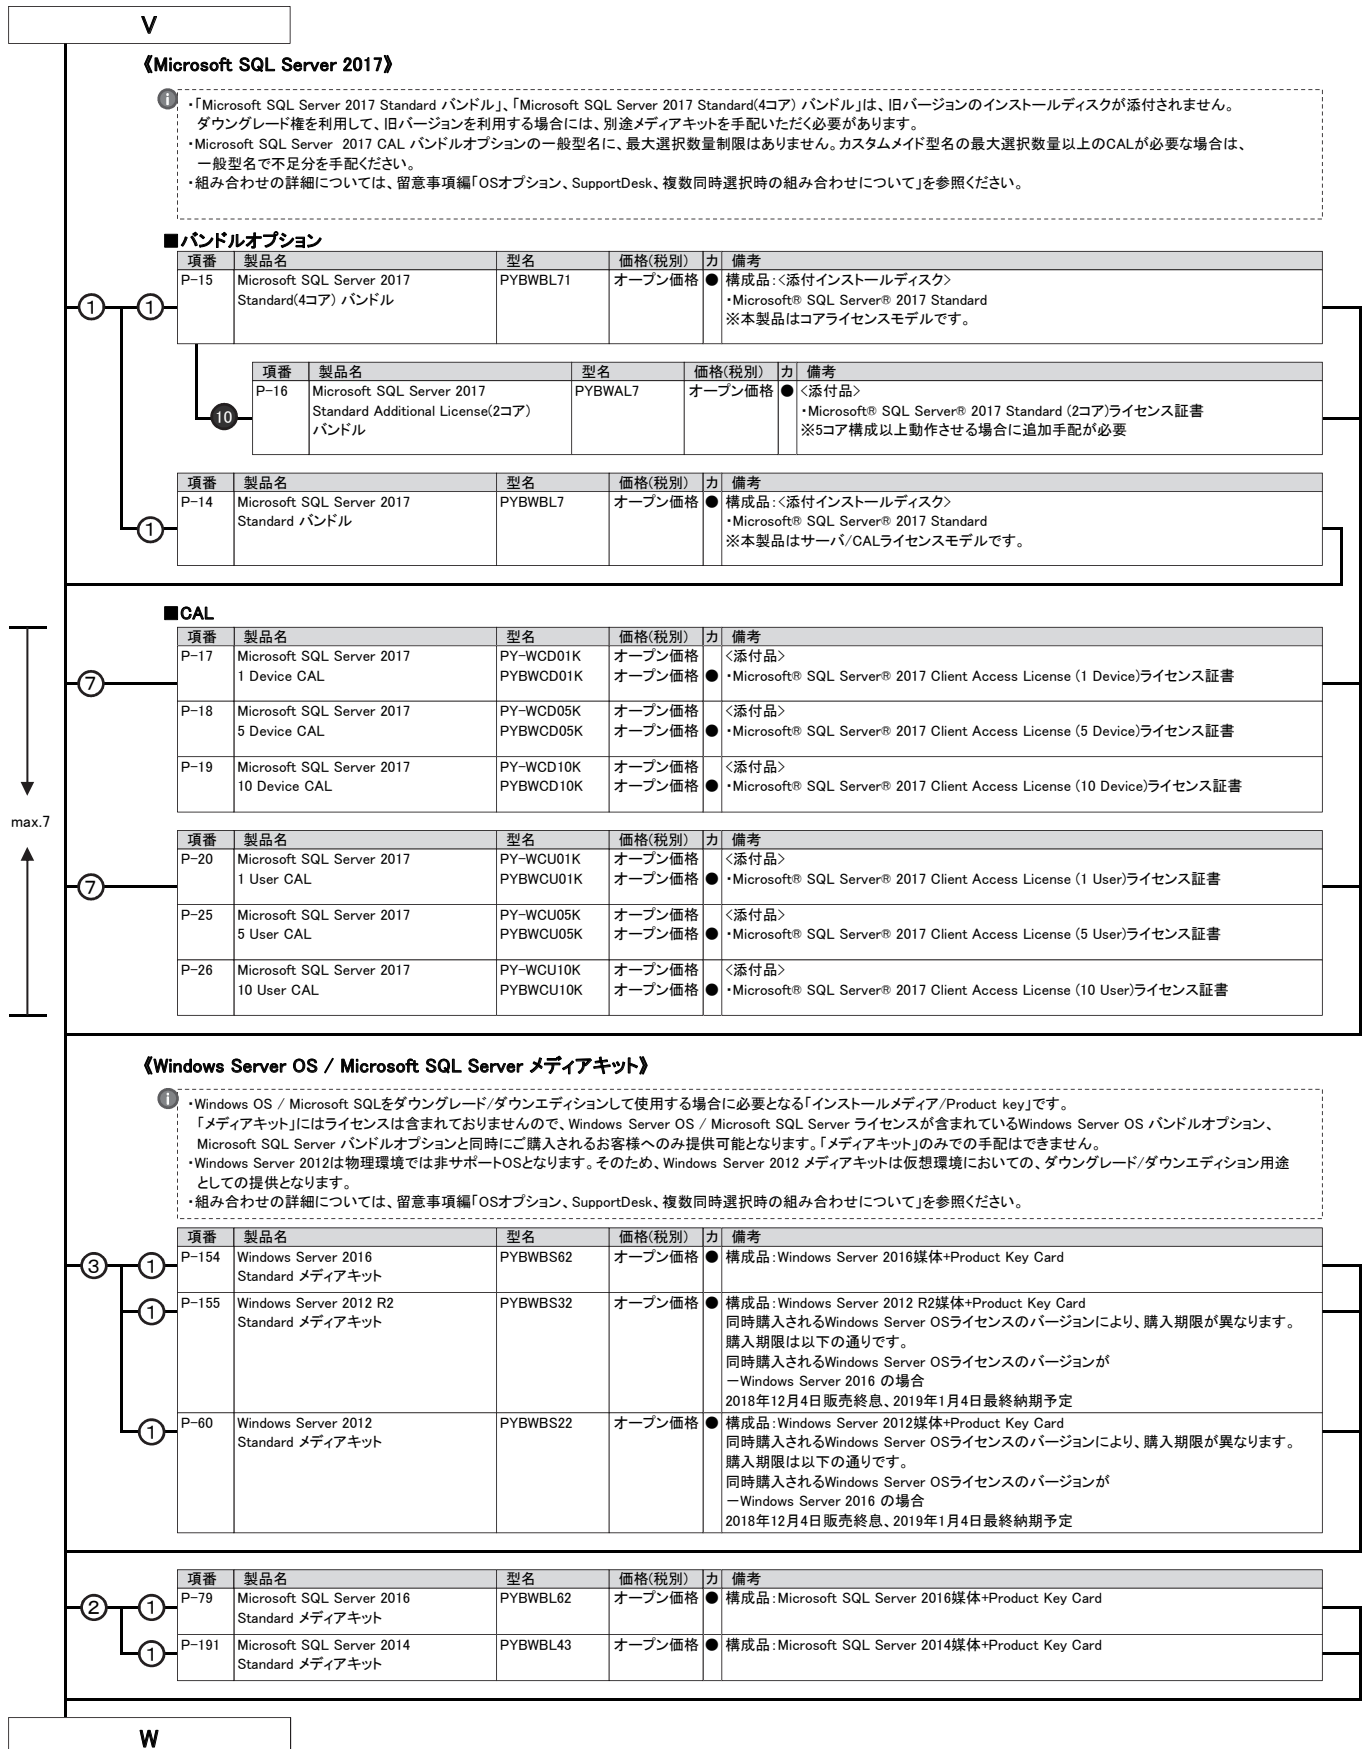 V
《Microsoft SQL Server 2017》
・「Microsoft SQL Server 2017 Standard バンドル」、「Microsoft SQL Server 2017 Standard(4コア) バンドル」は、旧バージョンのインストールディスクが添付されません。
ダウングレード権を利用して、旧バージョンを利用する場合には、別途メディアキットを手配いただく必要があります。
・Microsoft SQL Server 2017 CAL バンドルオプションの一般型名に、最大選択数量制限はありません。カスタムメイド型名の最大選択数量以上のCALが必要な場合は、
一般型名で不足分を手配ください。
・組み合わせの詳細については、留意事項編「OSオプション、SupportDesk、複数同時選択時の組み合わせについて」を参照ください。
■バンドルオプション
項番 製品名 型名 価格(税別) カ 備考
P-15 Microsoft SQL Server 2017 PYBWBL71 オープン価格 ● 構成品:<添付インストールディスク>
Standard(4コア) バンドル ・Microsoft® SQL Server® 2017 Standard
① ①
※本製品はコアライセンスモデルです。
項番 製品名 型名 価格(税別) カ 備考
P-16 Microsoft SQL Server 2017 PYBWAL7 オープン価格 ● <添付品>
10 Standard Additional License(2コア) ・Microsoft® SQL Server® 2017 Standard (2コア)ライセンス証書
バンドル ※5コア構成以上動作させる場合に追加手配が必要
項番 製品名 型名 価格(税別) カ 備考
P-14 Microsoft SQL Server 2017 PYBWBL7 オープン価格 ● 構成品:<添付インストールディスク>
① Standard バンドル ・Microsoft® SQL Server® 2017 Standard
※本製品はサーバ/CALライセンスモデルです。
■CAL
項番 製品名 型名 価格(税別) カ 備考
P-17 Microsoft SQL Server 2017 PY-WCD01K オープン価格 <添付品>
⑦ 1 Device CAL PYBWCD01K オープン価格 ● ・Microsoft® SQL Server® 2017 Client Access License (1 Device)ライセンス証書
P-18 Microsoft SQL Server 2017 PY-WCD05K オープン価格 <添付品>
5 Device CAL PYBWCD05K オープン価格 ● ・Microsoft® SQL Server® 2017 Client Access License (5 Device)ライセンス証書
P-19 Microsoft SQL Server 2017 PY-WCD10K オープン価格 <添付品>
10 Device CAL PYBWCD10K オープン価格 ● ・Microsoft® SQL Server® 2017 Client Access License (10 Device)ライセンス証書
max.7
項番 製品名 型名 価格(税別) カ 備考
P-20 Microsoft SQL Server 2017 PY-WCU01K オープン価格 <添付品>
⑦ 1 User CAL PYBWCU01K オープン価格 ● ・Microsoft® SQL Server® 2017 Client Access License (1 User)ライセンス証書
P-25 Microsoft SQL Server 2017 PY-WCU05K オープン価格 <添付品>
5 User CAL PYBWCU05K オープン価格 ● ・Microsoft® SQL Server® 2017 Client Access License (5 User)ライセンス証書
P-26 Microsoft SQL Server 2017 PY-WCU10K オープン価格 <添付品>
10 User CAL PYBWCU10K オープン価格 ● ・Microsoft® SQL Server® 2017 Client Access License (10 User)ライセンス証書
《Windows Server OS / Microsoft SQL Server メディアキット》
・Windows OS / Microsoft SQLをダウングレード/ダウンエディションして使用する場合に必要となる「インストールメディア/Product key」です。
「メディアキット」にはライセンスは含まれておりませんので、Windows Server OS / Microsoft SQL Server ライセンスが含まれているWindows Server OS バンドルオプション、
Microsoft SQL Server バンドルオプションと同時にご購入されるお客様へのみ提供可能となります。「メディアキット」のみでの手配はできません。
・Windows Server 2012は物理環境では非サポートOSとなります。そのため、Windows Server 2012 メディアキットは仮想環境においての、ダウングレード/ダウンエディション用途
としての提供となります。
・組み合わせの詳細については、留意事項編「OSオプション、SupportDesk、複数同時選択時の組み合わせについて」を参照ください。
項番 製品名 型名 価格(税別) カ 備考
③ ① P-154 Windows Server 2016 PYBWBS62 オープン価格 ● 構成品:Windows Server 2016媒体+Product Key Card
Standard メディアキット
① P-155 Windows Server 2012 R2 PYBWBS32 オープン価格 ● 構成品:Windows Server 2012 R2媒体+Product Key Card
Standard メディアキット 同時購入されるWindows Server OSライセンスのバージョンにより、購入期限が異なります。
購入期限は以下の通りです。
同時購入されるWindows Server OSライセンスのバージョンが
－Windows Server 2016 の場合
2018年12月4日販売終息、2019年1月4日最終納期予定
① P-60 Windows Server 2012 PYBWBS22 オープン価格 ● 構成品:Windows Server 2012媒体+Product Key Card
Standard メディアキット 同時購入されるWindows Server OSライセンスのバージョンにより、購入期限が異なります。
購入期限は以下の通りです。
同時購入されるWindows Server OSライセンスのバージョンが
－Windows Server 2016 の場合
2018年12月4日販売終息、2019年1月4日最終納期予定
項番 製品名 型名 価格(税別) カ 備考
② ① P-79 Microsoft SQL Server 2016 PYBWBL62 オープン価格 ● 構成品:Microsoft SQL Server 2016媒体+Product Key Card
Standard メディアキット
① P-191 Microsoft SQL Server 2014 PYBWBL43 オープン価格 ● 構成品:Microsoft SQL Server 2014媒体+Product Key Card
Standard メディアキット
W